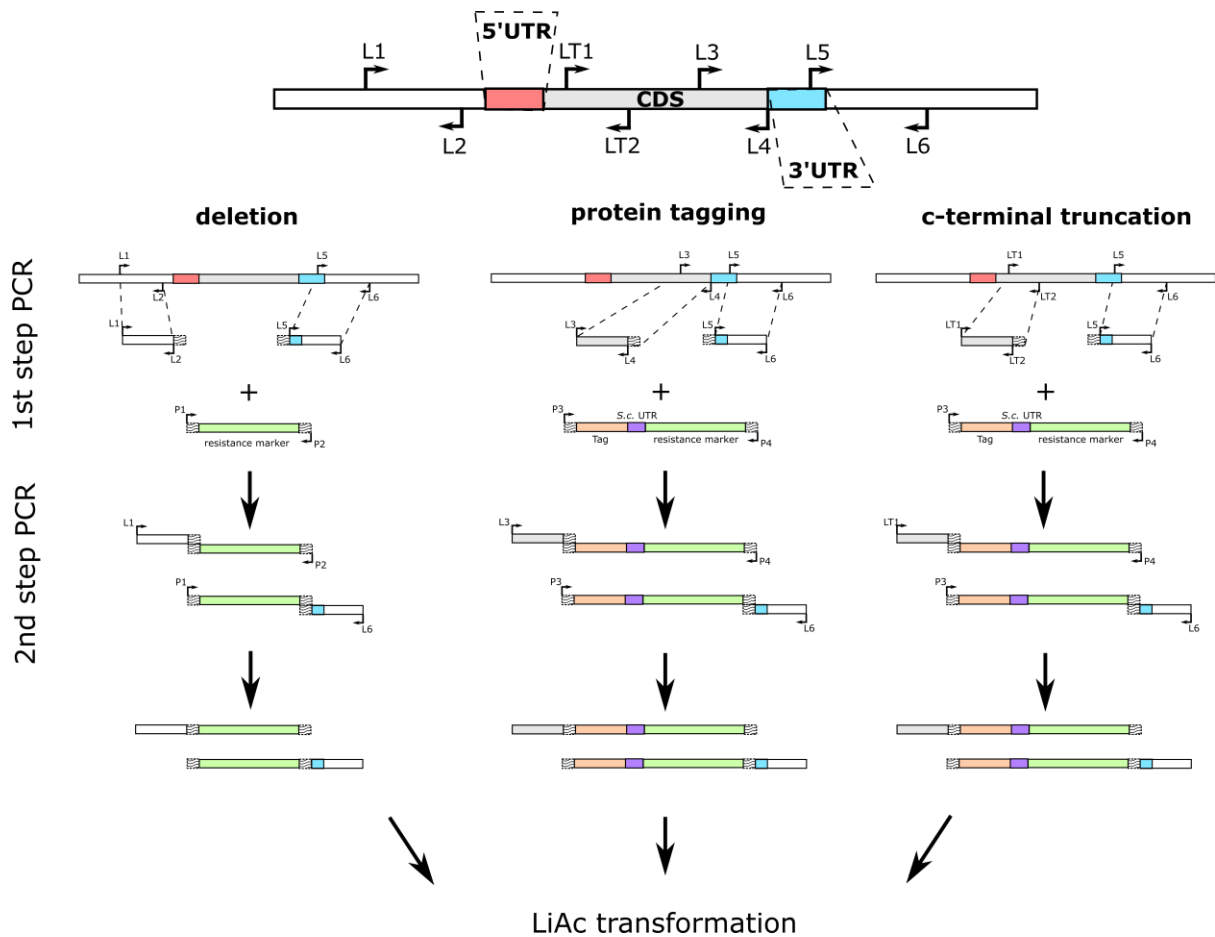 5'UTR
L1
LT1
L3
L5
CDS
L2
LT2
L4
L6
3'UTR
deletion
protein tagging
c-terminal truncation
1st step PCR
L1
L5
L2
L6
L1
L5
L2
L6
+
P1
resistance marker
P2
L3
L5
L4
L6
L3
L5
L4
L6
+
P3
S.c. UTR
Tag
resistance marker
P4
LT1
L5
LT2
L6
LT1
L5
LT2
L6
+
P3
S.c. UTR
Tag
resistance marker
P4
2nd step PCR
L1
P2
P1
L6
L3
P4
P3
L6
LT1
P4
P3
L6
LiAc transformation